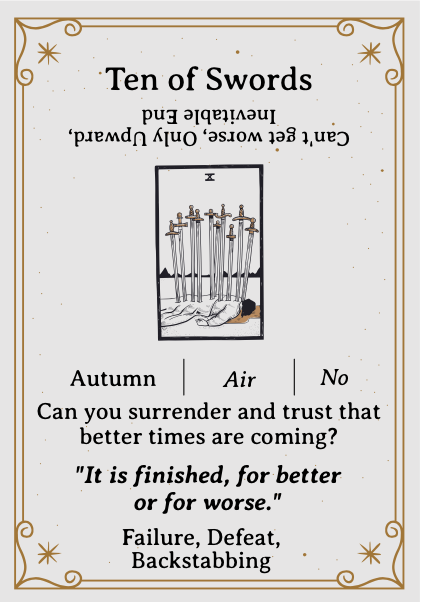 Ten of Swords
Can't get worse, Only Upward,
Inevitable End
X
Autumn
Air
No
Can you surrender and trust that
better times are coming?
"It is finished, for better
or for worse."
Failure, Defeat,
Backstabbing